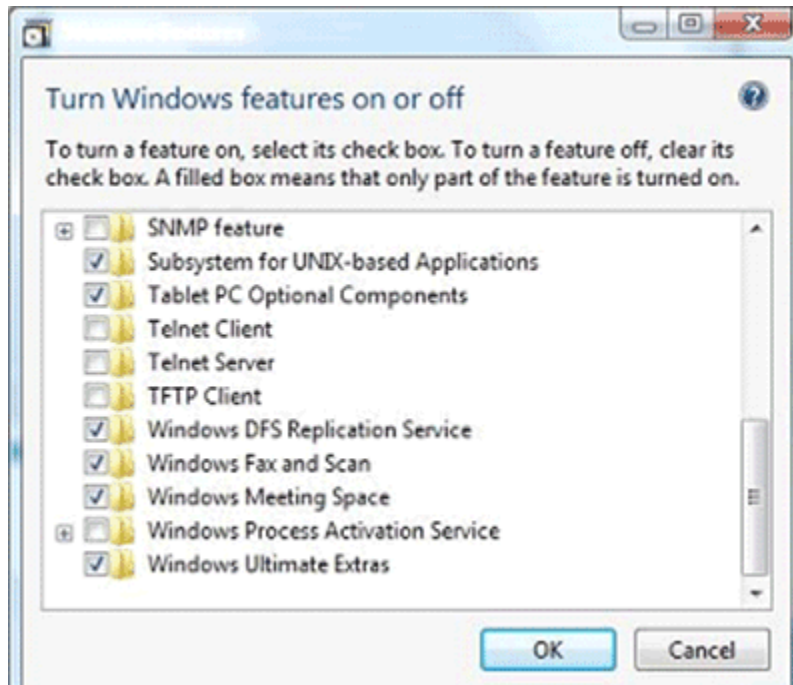 Turn Windows features on or off
To turn a feature on, select its check box. To turn a feature off, clear its
check box. A filled box means that only part of the feature is turned on.
SNMP feature
Subsystem for UNIX-based Applications
Tablet PC Optional Components
Telnet Client
Telnet Server
TFTP Client
Windows DFS Replication Service
Windows Fax and Scan
Windows Meeting Space
Windows Process Activation Service
Windows Ultimate Extras
OK
Cancel